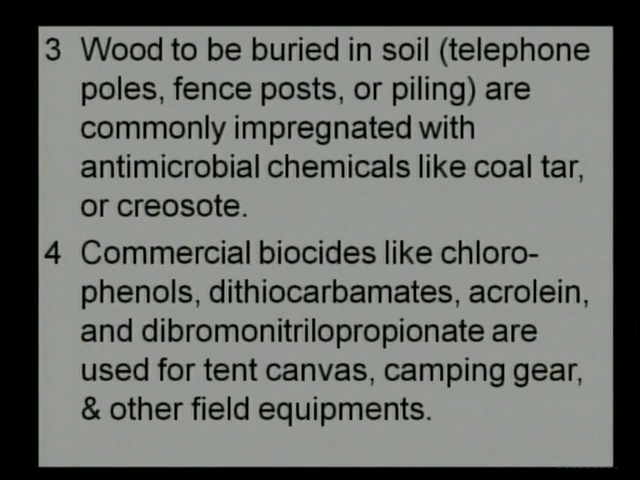 3 Wood to be buried in soil (telephone
poles, fence posts, or piling) are
commonly impregnated with
antimicrobial chemicals like coal tar,
or creosote.
4 Commercial biocides like chloro-
phenols, dithiocarbamates, acrolein,
and dibromonitrilopropionate are
used for tent canvas, camping gear,
& other field equipments.